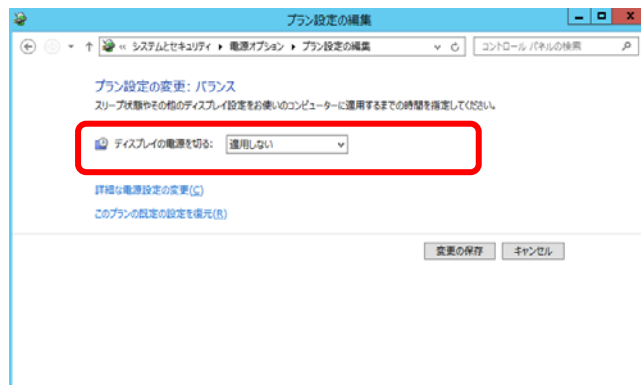 プラン設定の編集
« システムとセキュリティ ▸ 電源オプション ▸ プラン設定の編集
コントロール パネルの検索
プラン設定の変更: バランス
スリープ状態やその他のディスプレイ設定をお使いのコンピューターに適用するまでの時間を指定してください。
ディスプレイの電源を切る: 適用しない
詳細な電源設定の変更(C)
このプランの既定の設定を復元(R)
変更の保存 キャンセル